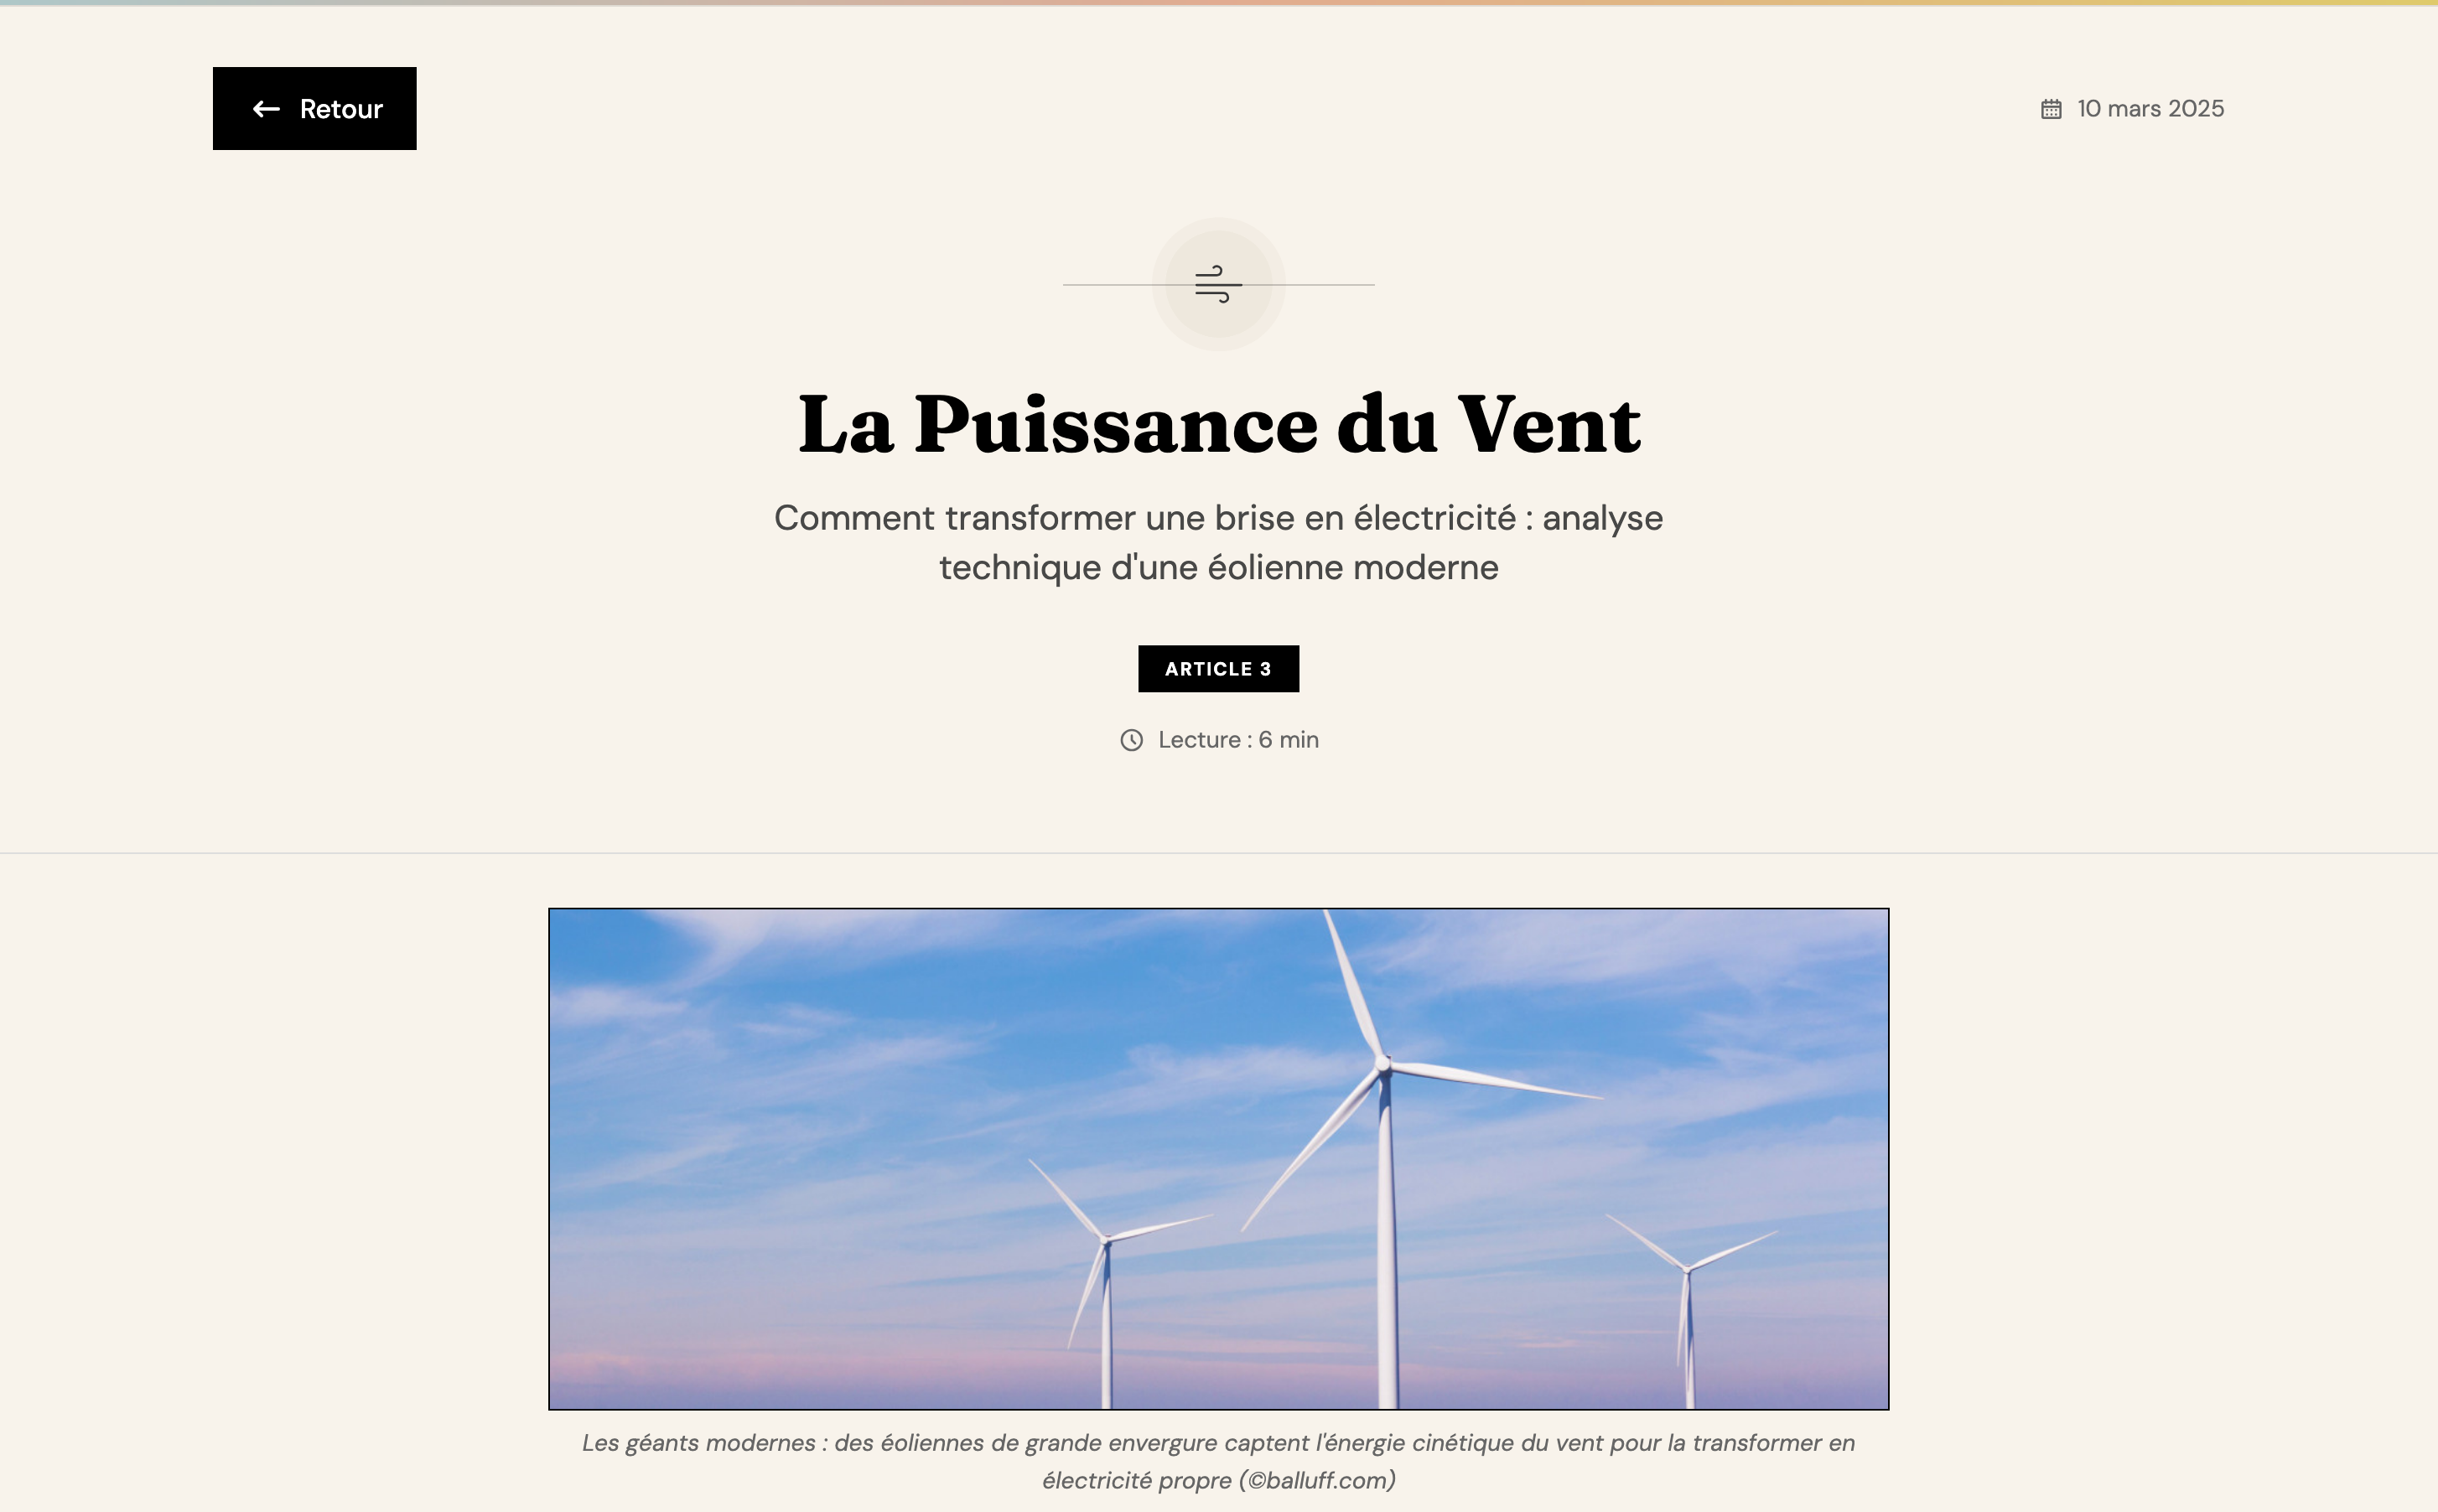 Retour
10 mars 2025
La Puissance du Vent
Comment transformer une brise en électricité : analyse
technique d'une éolienne moderne
ARTICLE 3
Lecture : 6 min
Les géants modernes : des éoliennes de grande envergure captent l'énergie cinétique du vent pour la transformer en
électricité propre (©balluff.com)